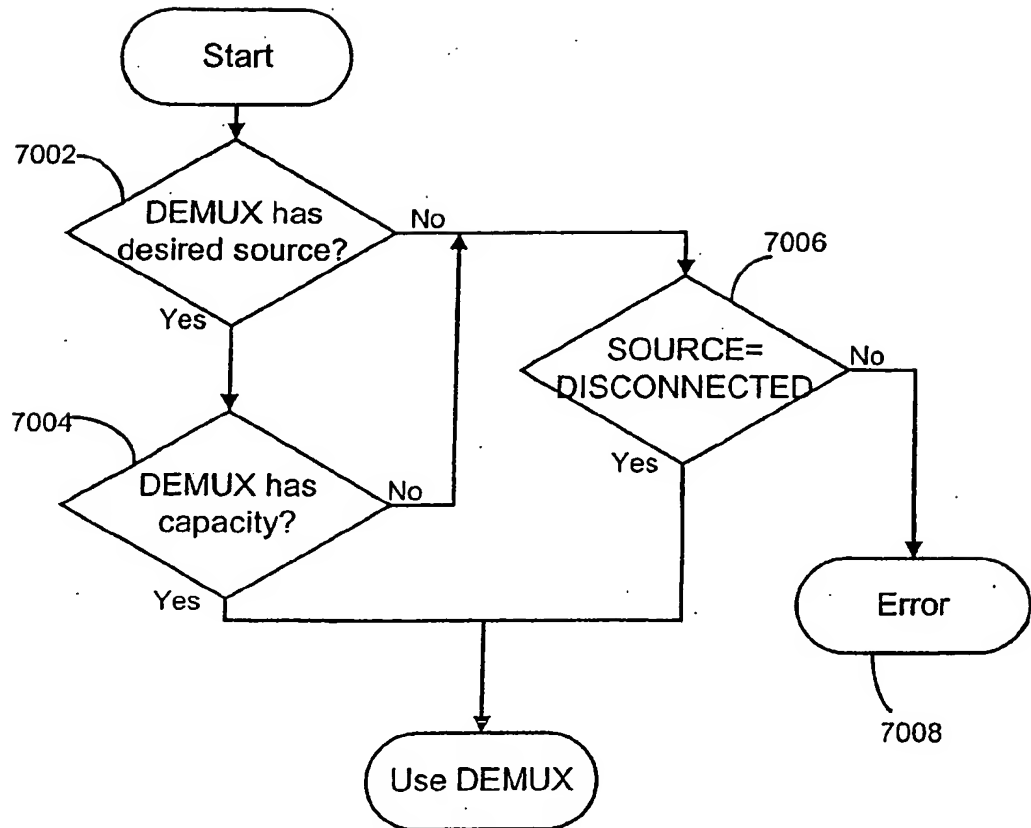 Start
7002
DEMUX has
desired source?
No
Yes
7006
SOURCE=
DISCONNECTED
No
Yes
7004
DEMUX has
capacity?
No
Yes
Error
7008
Use DEMUX